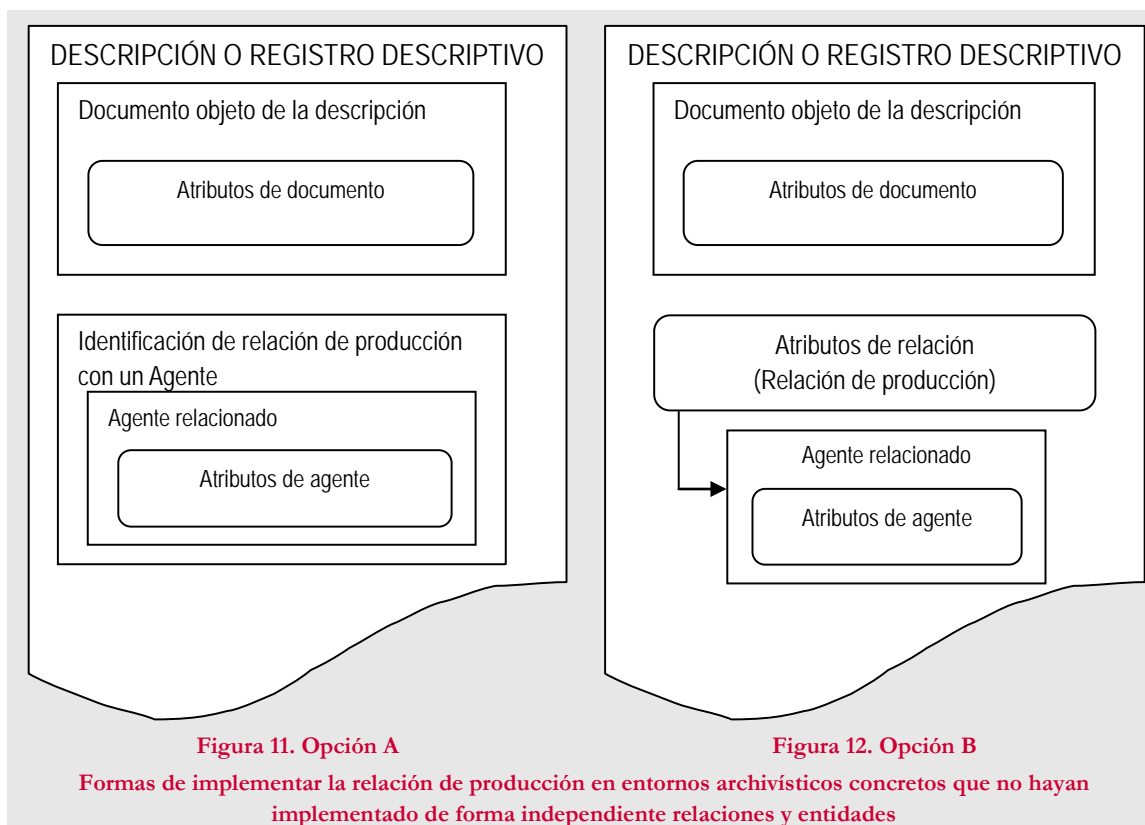 DESCRIPCIÓN O REGISTRO DESCRIPTIVO
Documento objeto de la descripción
Atributos de documento
Identificación de relación de producción
con un Agente
Agente relacionado
Atributos de agente
DESCRIPCIÓN O REGISTRO DESCRIPTIVO
Documento objeto de la descripción
Atributos de documento
Atributos de relación
(Relación de producción)
Agente relacionado
Atributos de agente
Figura 11. Opción A
Figura 12. Opción B
Formas de implementar la relación de producción en entornos archivísticos concretos que no hayan
implementado de forma independiente relaciones y entidades